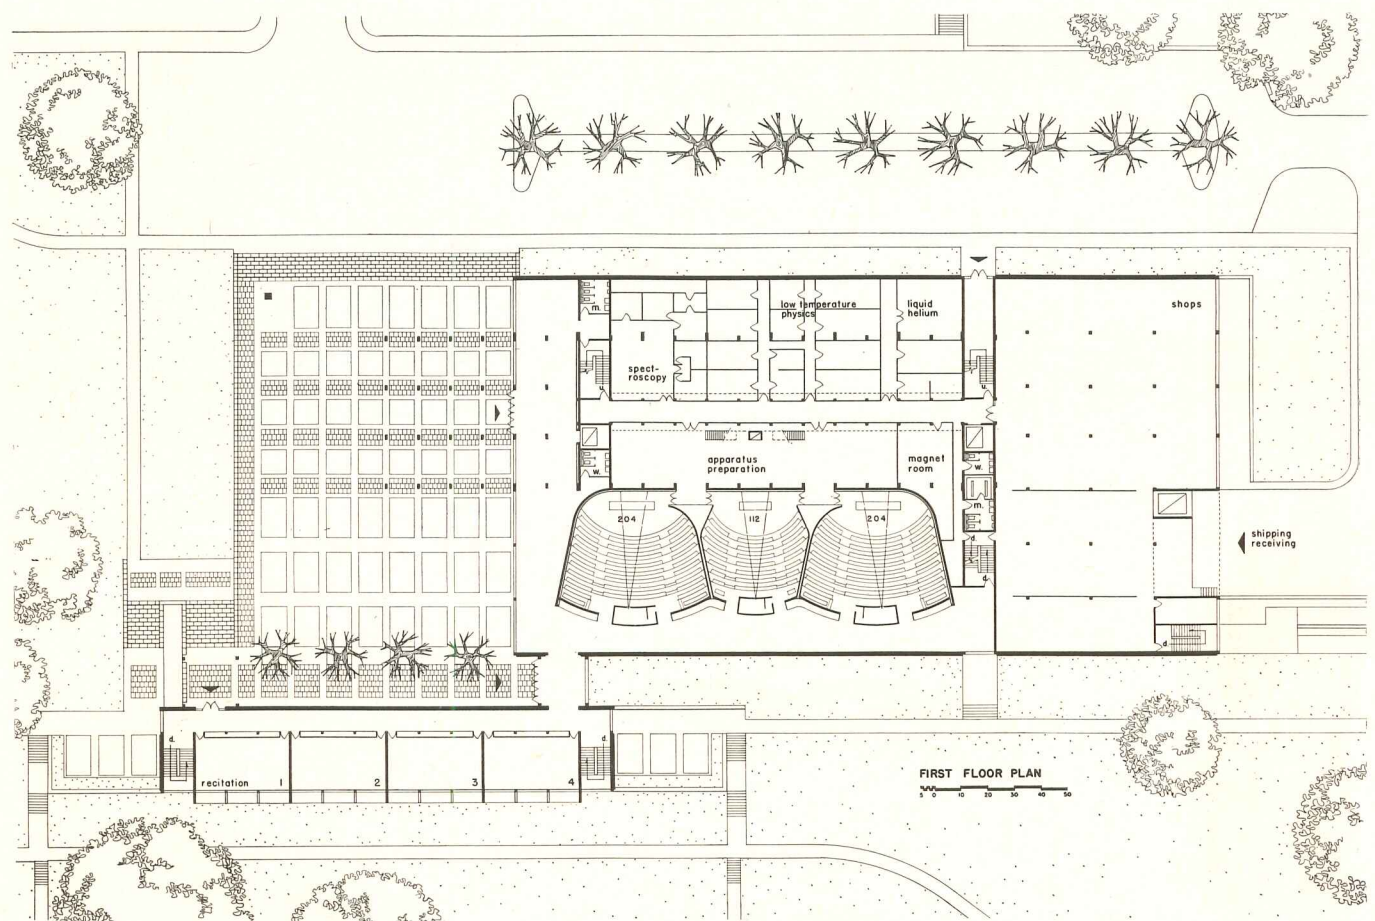 m.
low temperature
physics
liquid
helium
shops
spect-
roscopy
u.
u.
w.
apparatus
preparation
magnet
room
w.
m.
204
112
204
d.
d.
shipping
receiving
d.
d.
d.
recitation 1 2 3 4
FIRST FLOOR PLAN
5 0 10 20 30 40 50